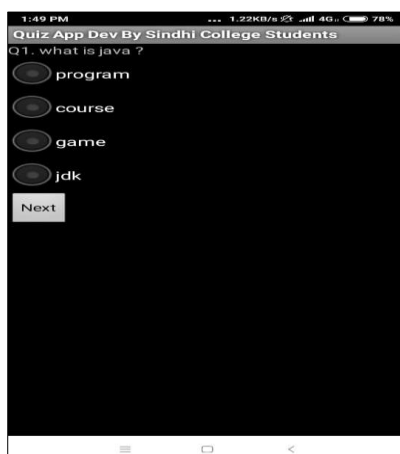 1:49 PM ... 1.22KB/s 4G 78%
Quiz App Dev By Sindhi College Students
Q1. what is java ?
program
course
game
jdk
Next